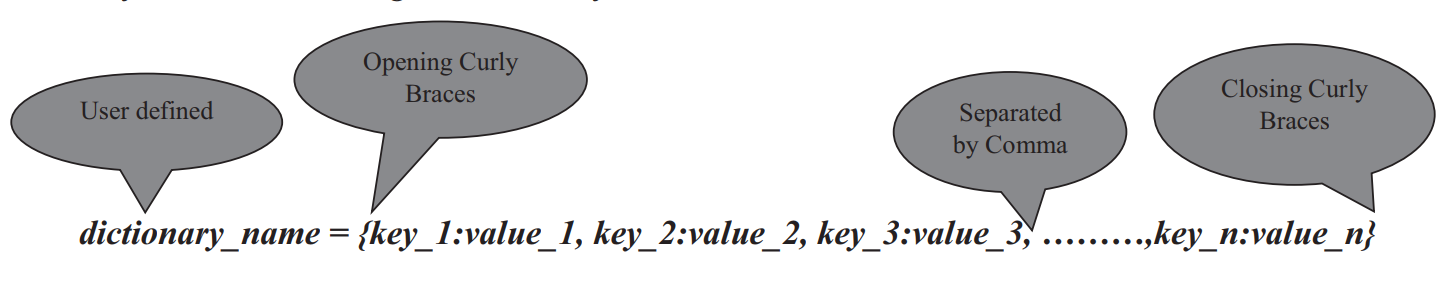 User defined
Opening Curly
Braces
Separated
by Comma
Closing Curly
Braces
dictionary_name = {key_1:value_1, key_2:value_2, key_3:value_3, ………,key_n:value_n}